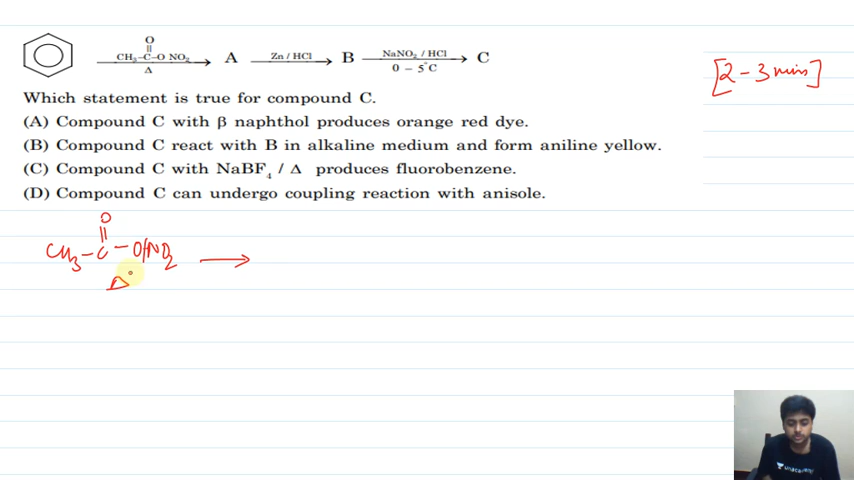 O
||
CH₃–C–O NO₂
Δ
A
Zn / HCl
B
NaNO₂ / HCl
0 – 5°C
C
[2 – 3 mins]
Which statement is true for compound C.
(A) Compound C with β naphthol produces orange red dye.
(B) Compound C react with B in alkaline medium and form aniline yellow.
(C) Compound C with NaBF₄ / Δ produces fluorobenzene.
(D) Compound C can undergo coupling reaction with anisole.
O
||
CH₃ – C – O/NO₂
Δ
unacademy